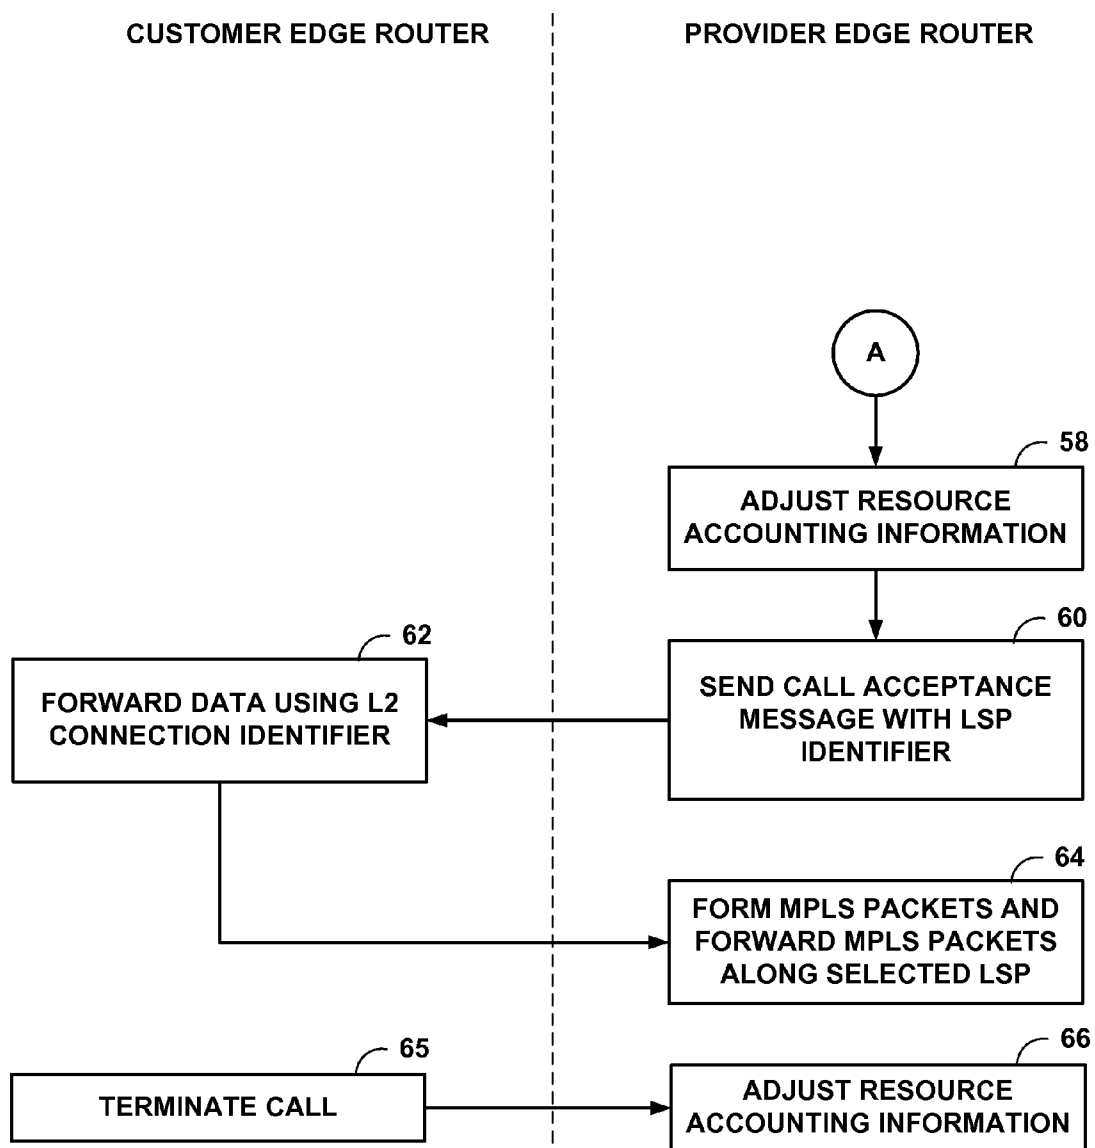 CUSTOMER EDGE ROUTER
PROVIDER EDGE ROUTER
A
58
ADJUST RESOURCE
ACCOUNTING INFORMATION
60
SEND CALL ACCEPTANCE
MESSAGE WITH LSP
IDENTIFIER
62
FORWARD DATA USING L2
CONNECTION IDENTIFIER
64
FORM MPLS PACKETS AND
FORWARD MPLS PACKETS
ALONG SELECTED LSP
65
TERMINATE CALL
66
ADJUST RESOURCE
ACCOUNTING INFORMATION